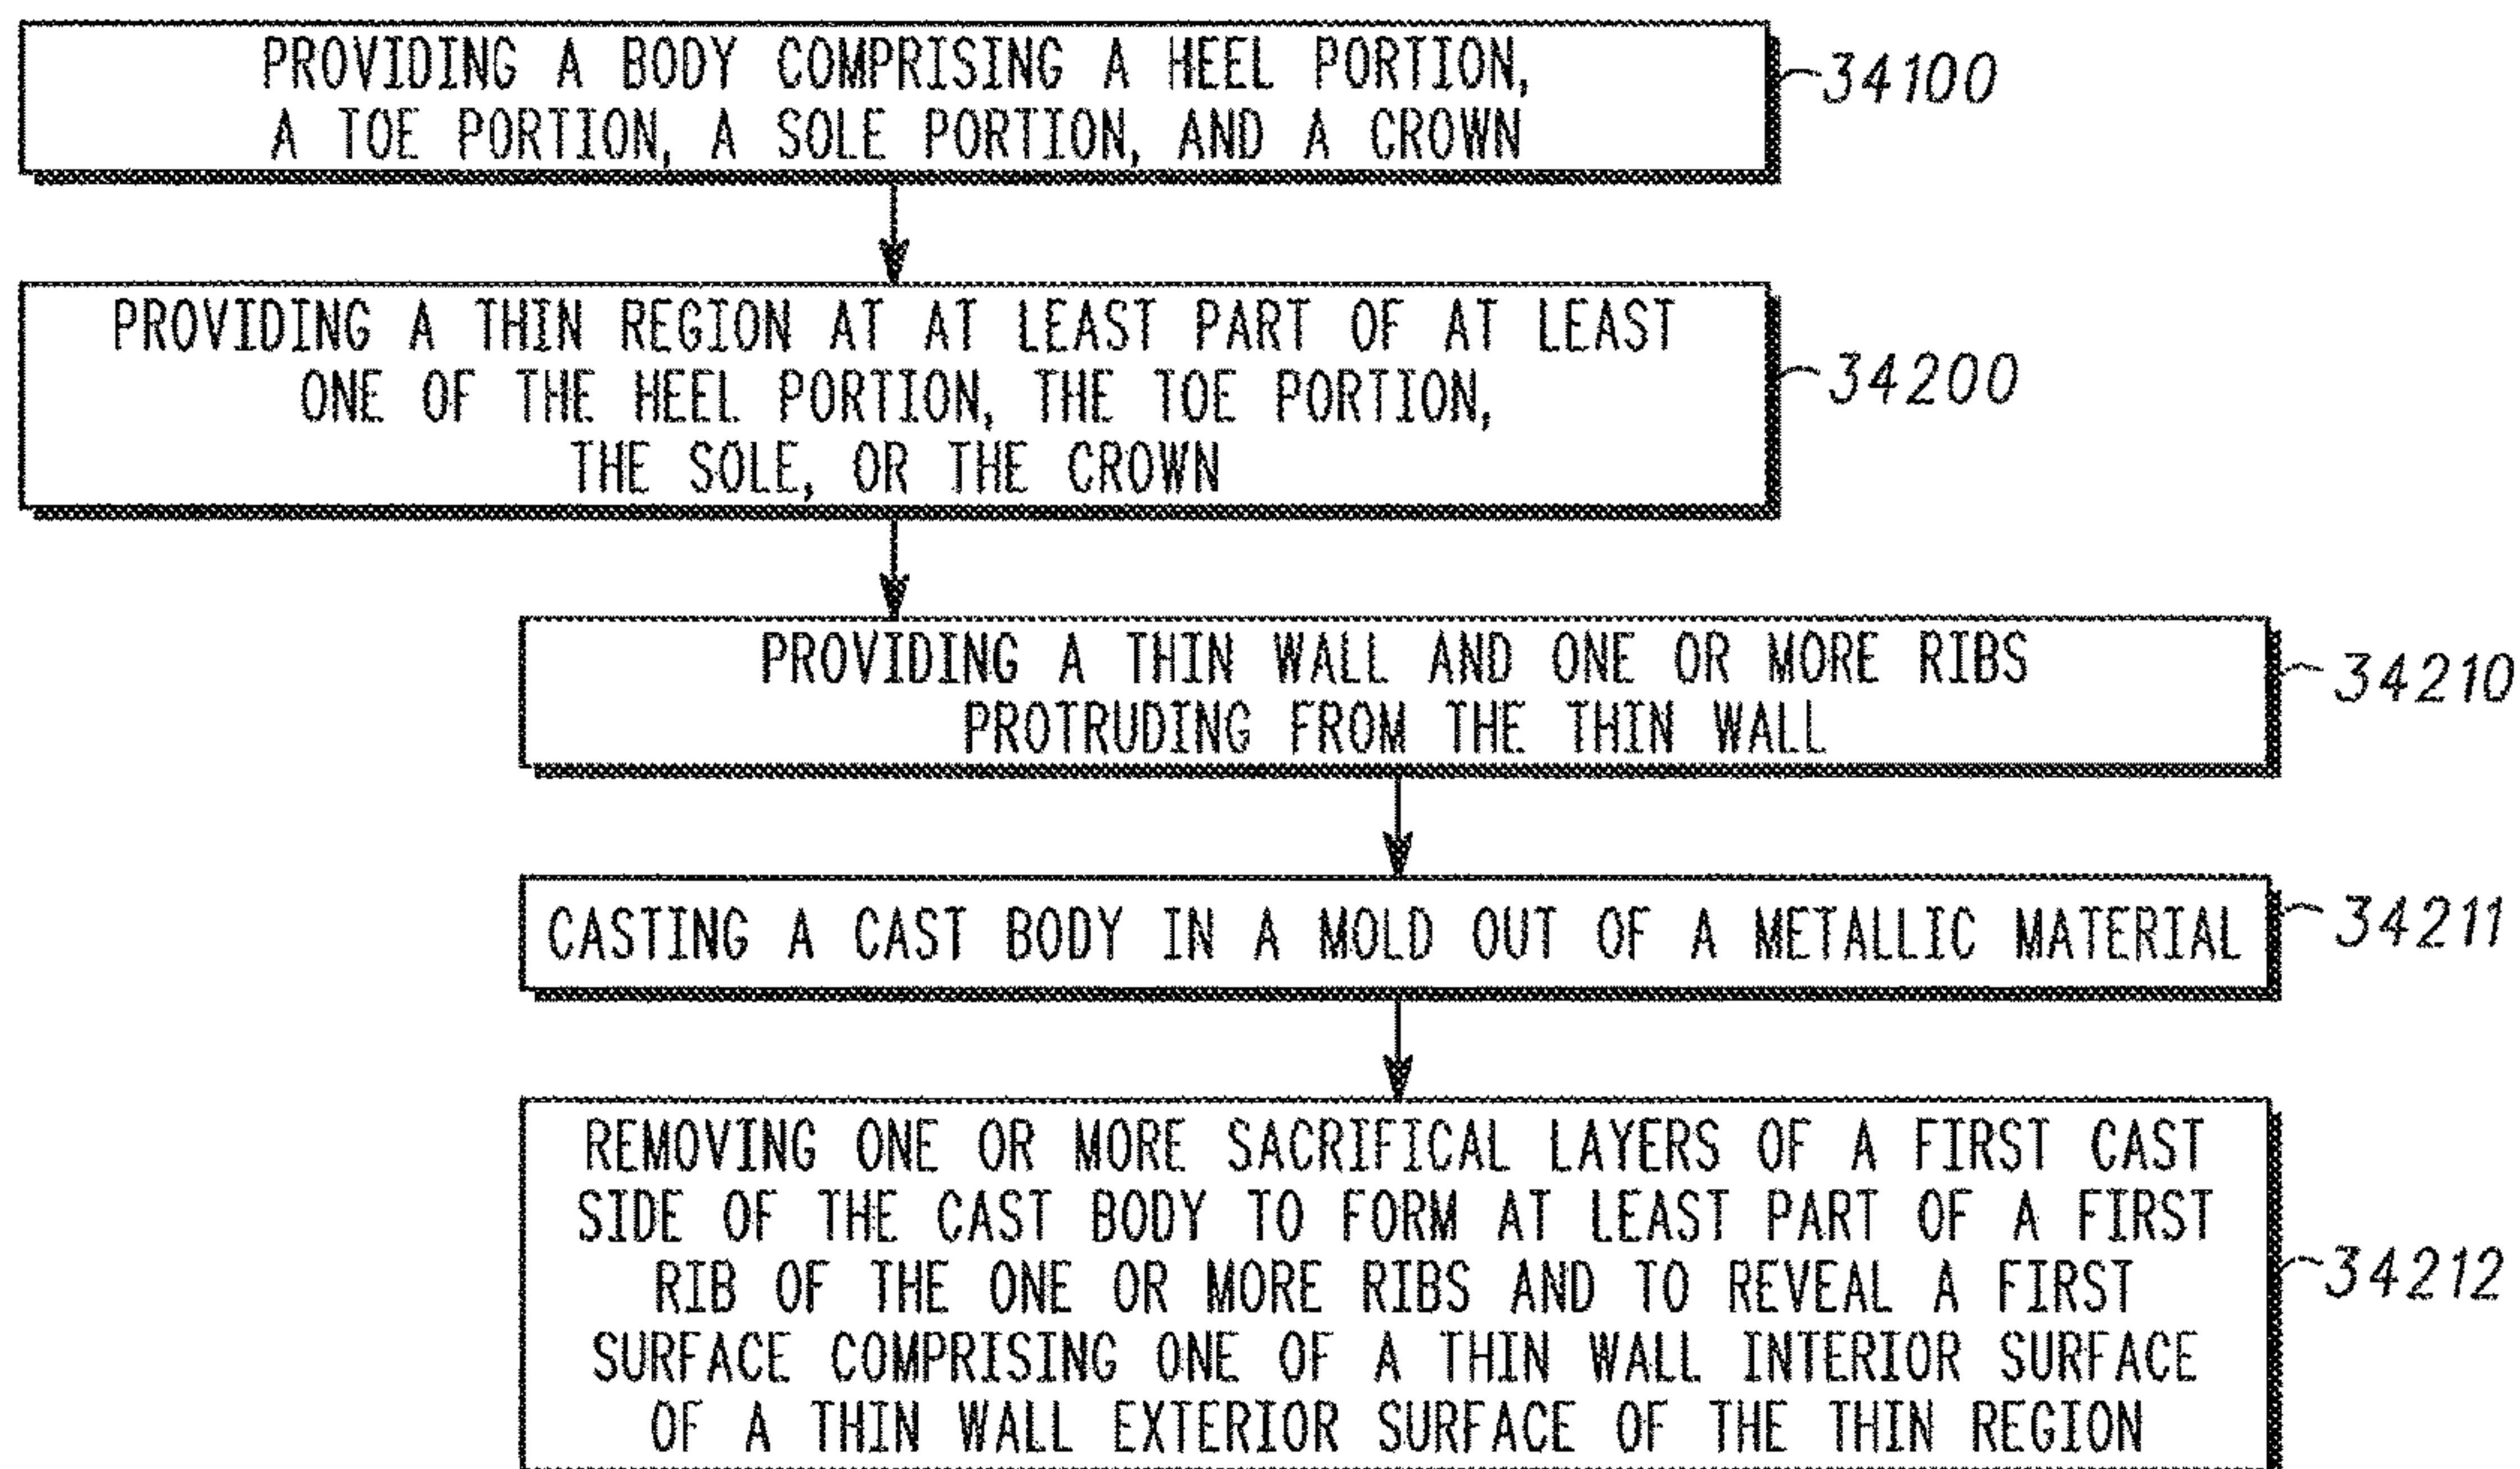 PROVIDING A BODY COMPRISING A HEEL PORTION,
A TOE PORTION, A SOLE PORTION, AND A CROWN
34100
PROVIDING A THIN REGION AT AT LEAST PART OF AT LEAST
ONE OF THE HEEL PORTION, THE TOE PORTION,
THE SOLE, OR THE CROWN
34200
PROVIDING A THIN WALL AND ONE OR MORE RIBS
PROTRUDING FROM THE THIN WALL
34210
CASTING A CAST BODY IN A MOLD OUT OF A METALLIC MATERIAL
34211
REMOVING ONE OR MORE SACRIFICAL LAYERS OF A FIRST CAST
SIDE OF THE CAST BODY TO FORM AT LEAST PART OF A FIRST
RIB OF THE ONE OR MORE RIBS AND TO REVEAL A FIRST
SURFACE COMPRISING ONE OF A THIN WALL INTERIOR SURFACE
OF A THIN WALL EXTERIOR SURFACE OF THE THIN REGION
34212